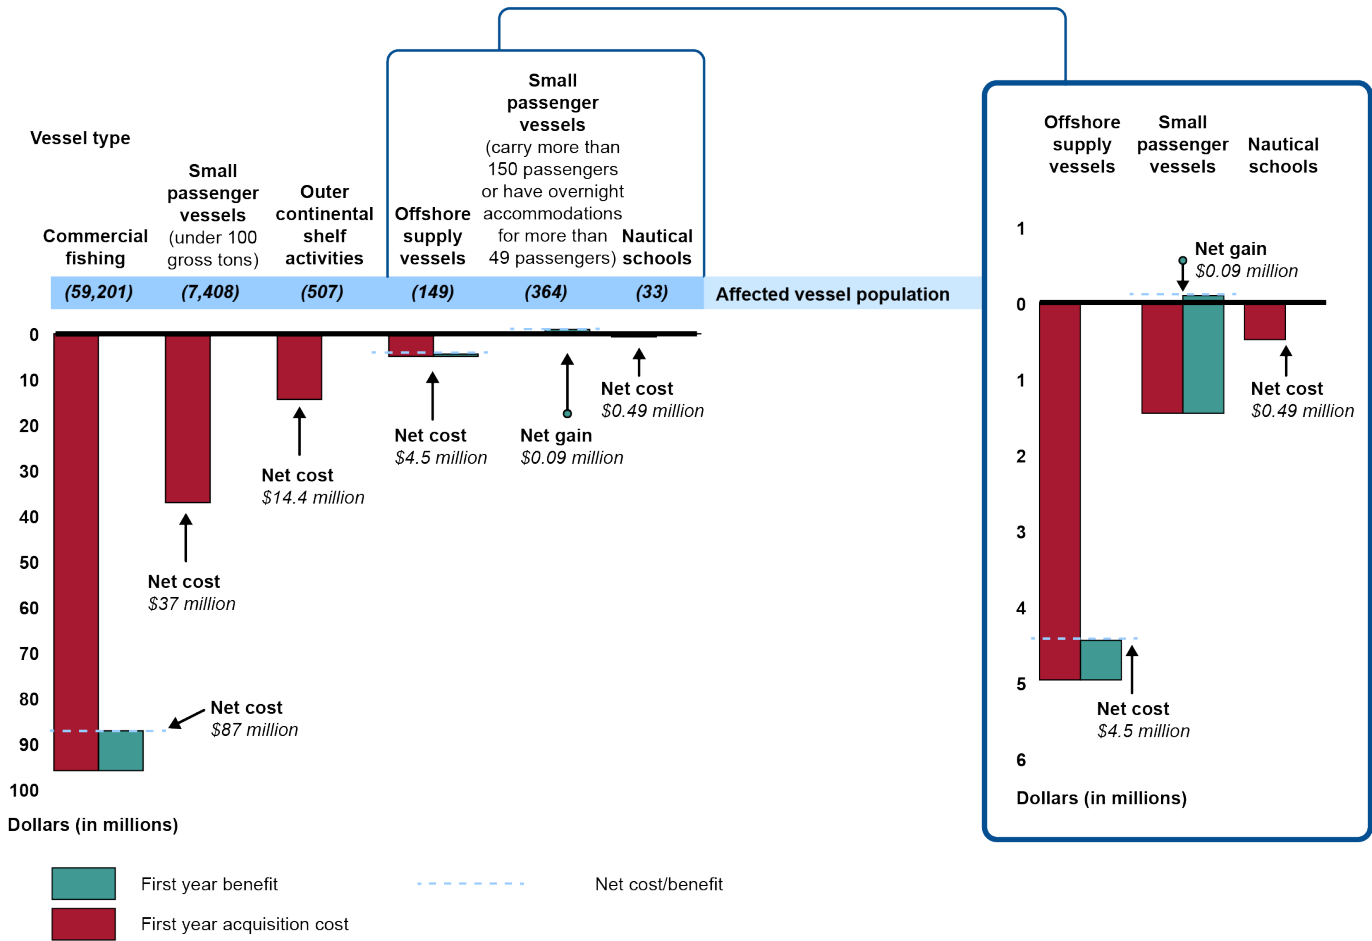 Vessel type
Commercial
fishing
Small
passenger
vessels
(under 100
gross tons)
Outer
continental
shelf
activities
Offshore
supply
vessels
Small
passenger
vessels
(carry more than
150 passengers
or have overnight
accommodations
for more than
49 passengers)
Nautical
schools
(59,201)
(7,408)
(507)
(149)
(364)
(33)
Affected vessel population
0
10
20
30
40
50
60
70
80
90
100
Dollars (in millions)
Net cost
$87 million
Net cost
$37 million
Net cost
$14.4 million
Net cost
$4.5 million
Net gain
$0.09 million
Net cost
$0.49 million
Offshore
supply
vessels
Small
passenger
vessels
Nautical
schools
1
0
1
2
3
4
5
6
Dollars (in millions)
Net gain
$0.09 million
Net cost
$0.49 million
Net cost
$4.5 million
First year benefit
Net cost/benefit
First year acquisition cost